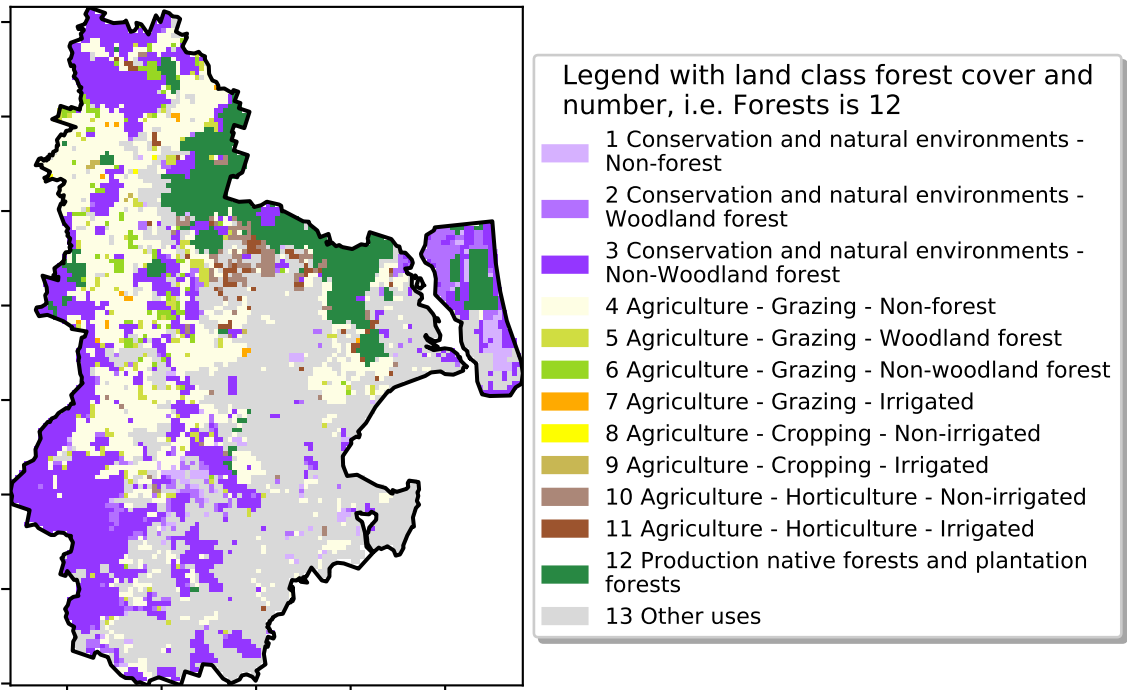 Legend with land class forest cover and
number, i.e. Forests is 12
1 Conservation and natural environments -
Non-forest
2 Conservation and natural environments -
Woodland forest
3 Conservation and natural environments -
Non-Woodland forest
4 Agriculture - Grazing - Non-forest
5 Agriculture - Grazing - Woodland forest
6 Agriculture - Grazing - Non-woodland forest
7 Agriculture - Grazing - Irrigated
8 Agriculture - Cropping - Non-irrigated
9 Agriculture - Cropping - Irrigated
10 Agriculture - Horticulture - Non-irrigated
11 Agriculture - Horticulture - Irrigated
12 Production native forests and plantation
forests
13 Other uses